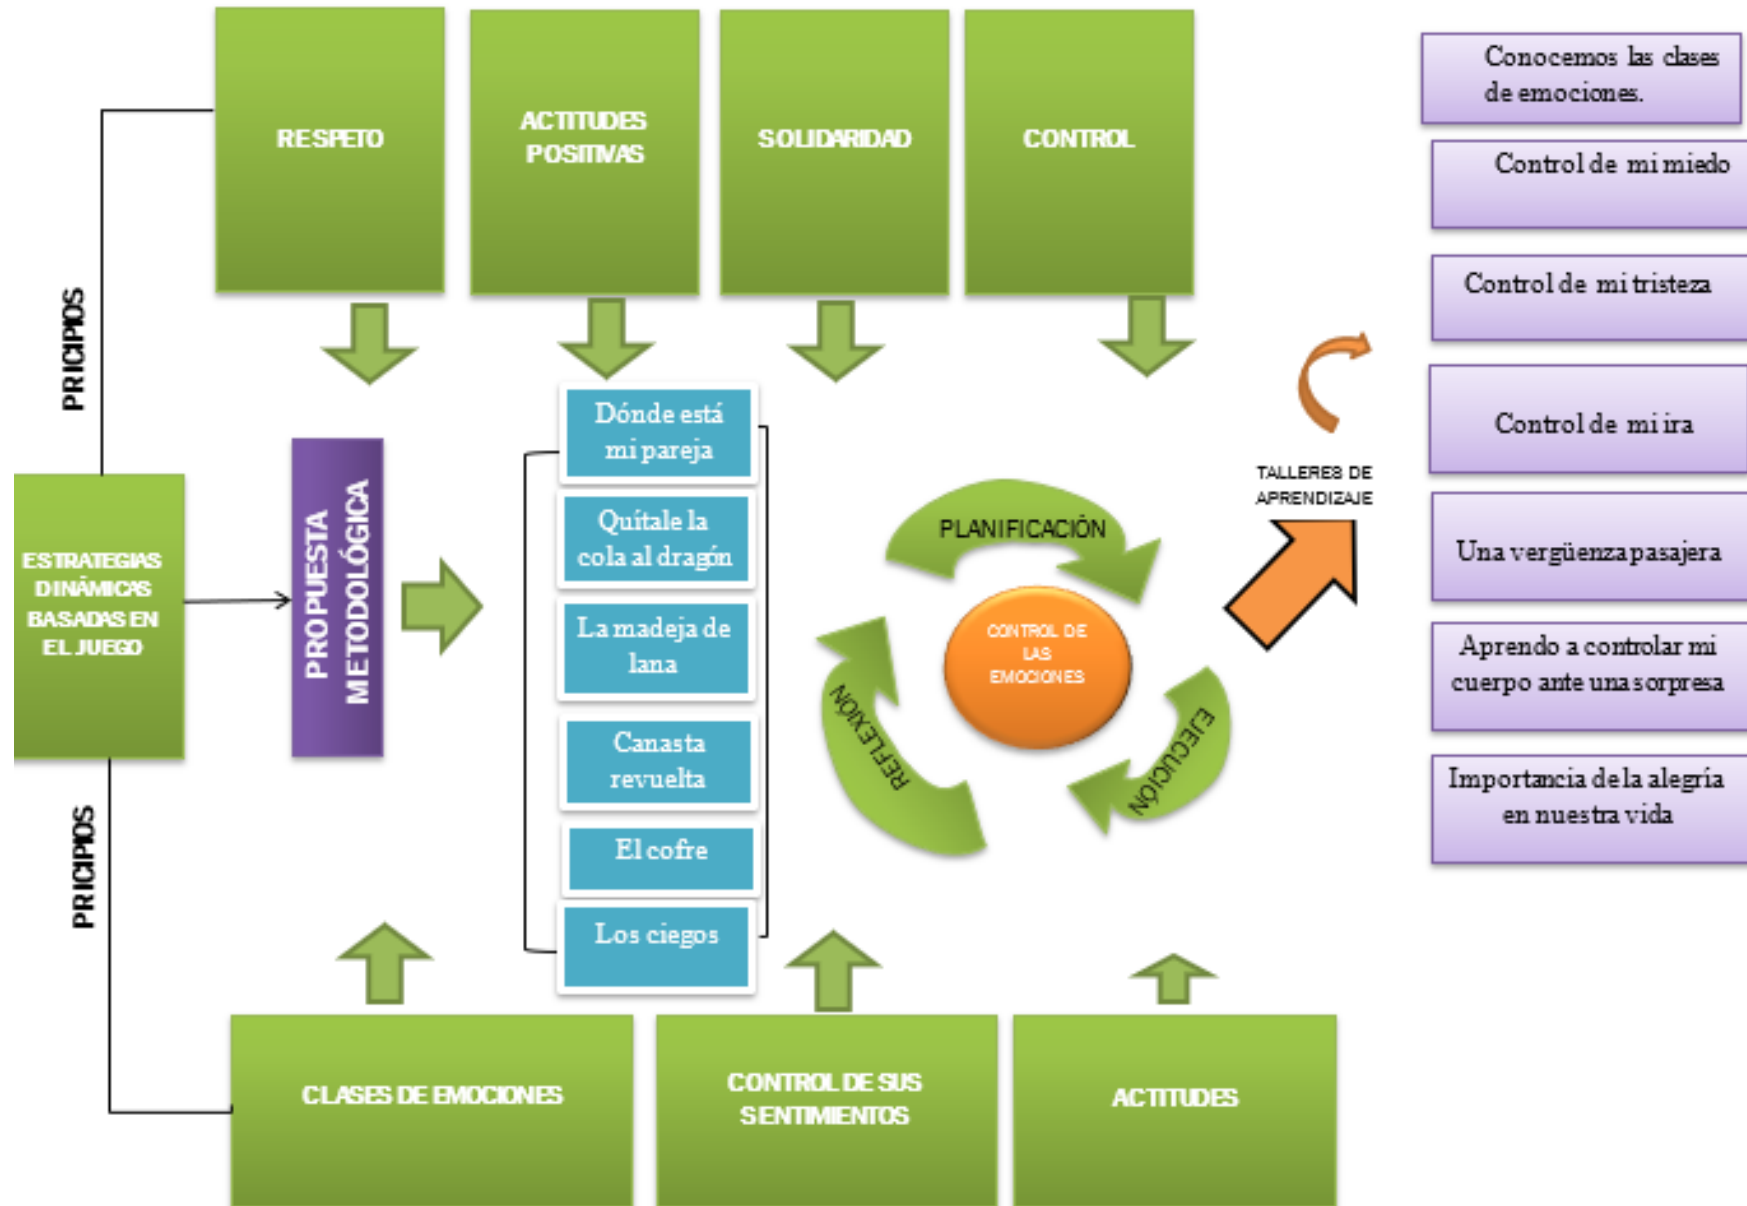 RESPETO
ACTITUDES
POSITIVAS
SOLIDARIDAD
CONTROL
PRICIPIOS
ESTRATEGIAS
DINÁMICAS
BASADAS EN
EL JUEGO
PROPUESTA
METODOLÓGICA
Dónde está
mi pareja
Quítale la
cola al dragón
La madeja de
lana
Canasta
revuelta
El cofre
Los ciegos
PLANIFICACIÓN
EJECUCIÓN
REFLEXIÓN
CONTROL DE
LAS
EMOCIONES
TALLERES DE
APRENDIZAJE
Conocemos las clases
de emociones.
Control de mi miedo
Control de mi tristeza
Control de mi ira
Una vergüenza pasajera
Aprendo a controlar mi
cuerpo ante una sorpresa
Importancia de la alegría
en nuestra vida
PRICIPIOS
CLASES DE EMOCIONES
CONTROL DE SUS
SENTIMIENTOS
ACTITUDES